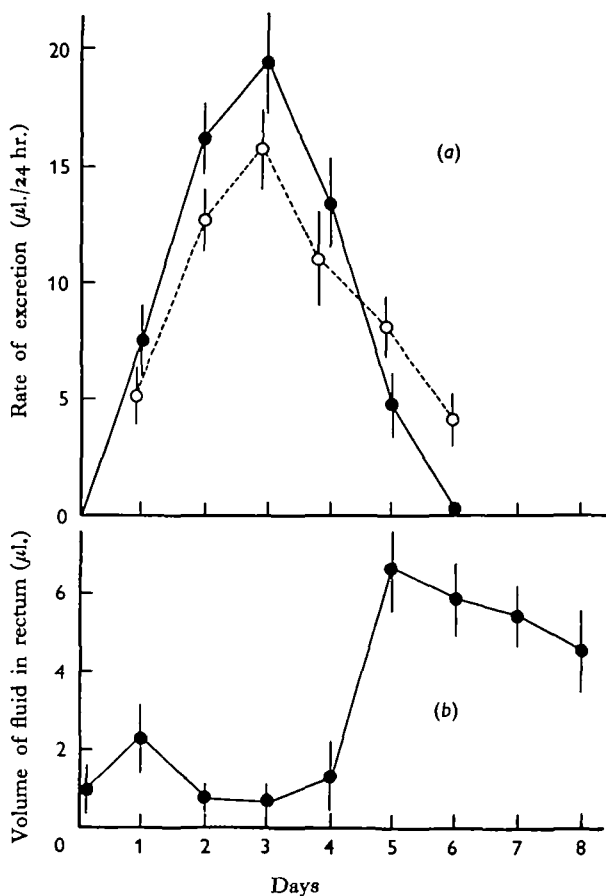 Rate of excretion (μl./24 hr.)
20
15
10
5
0
(a)
Volume of fluid in rectum (μl.)
6
4
2
0
(b)
1 2 3 4 5 6 7 8
Days